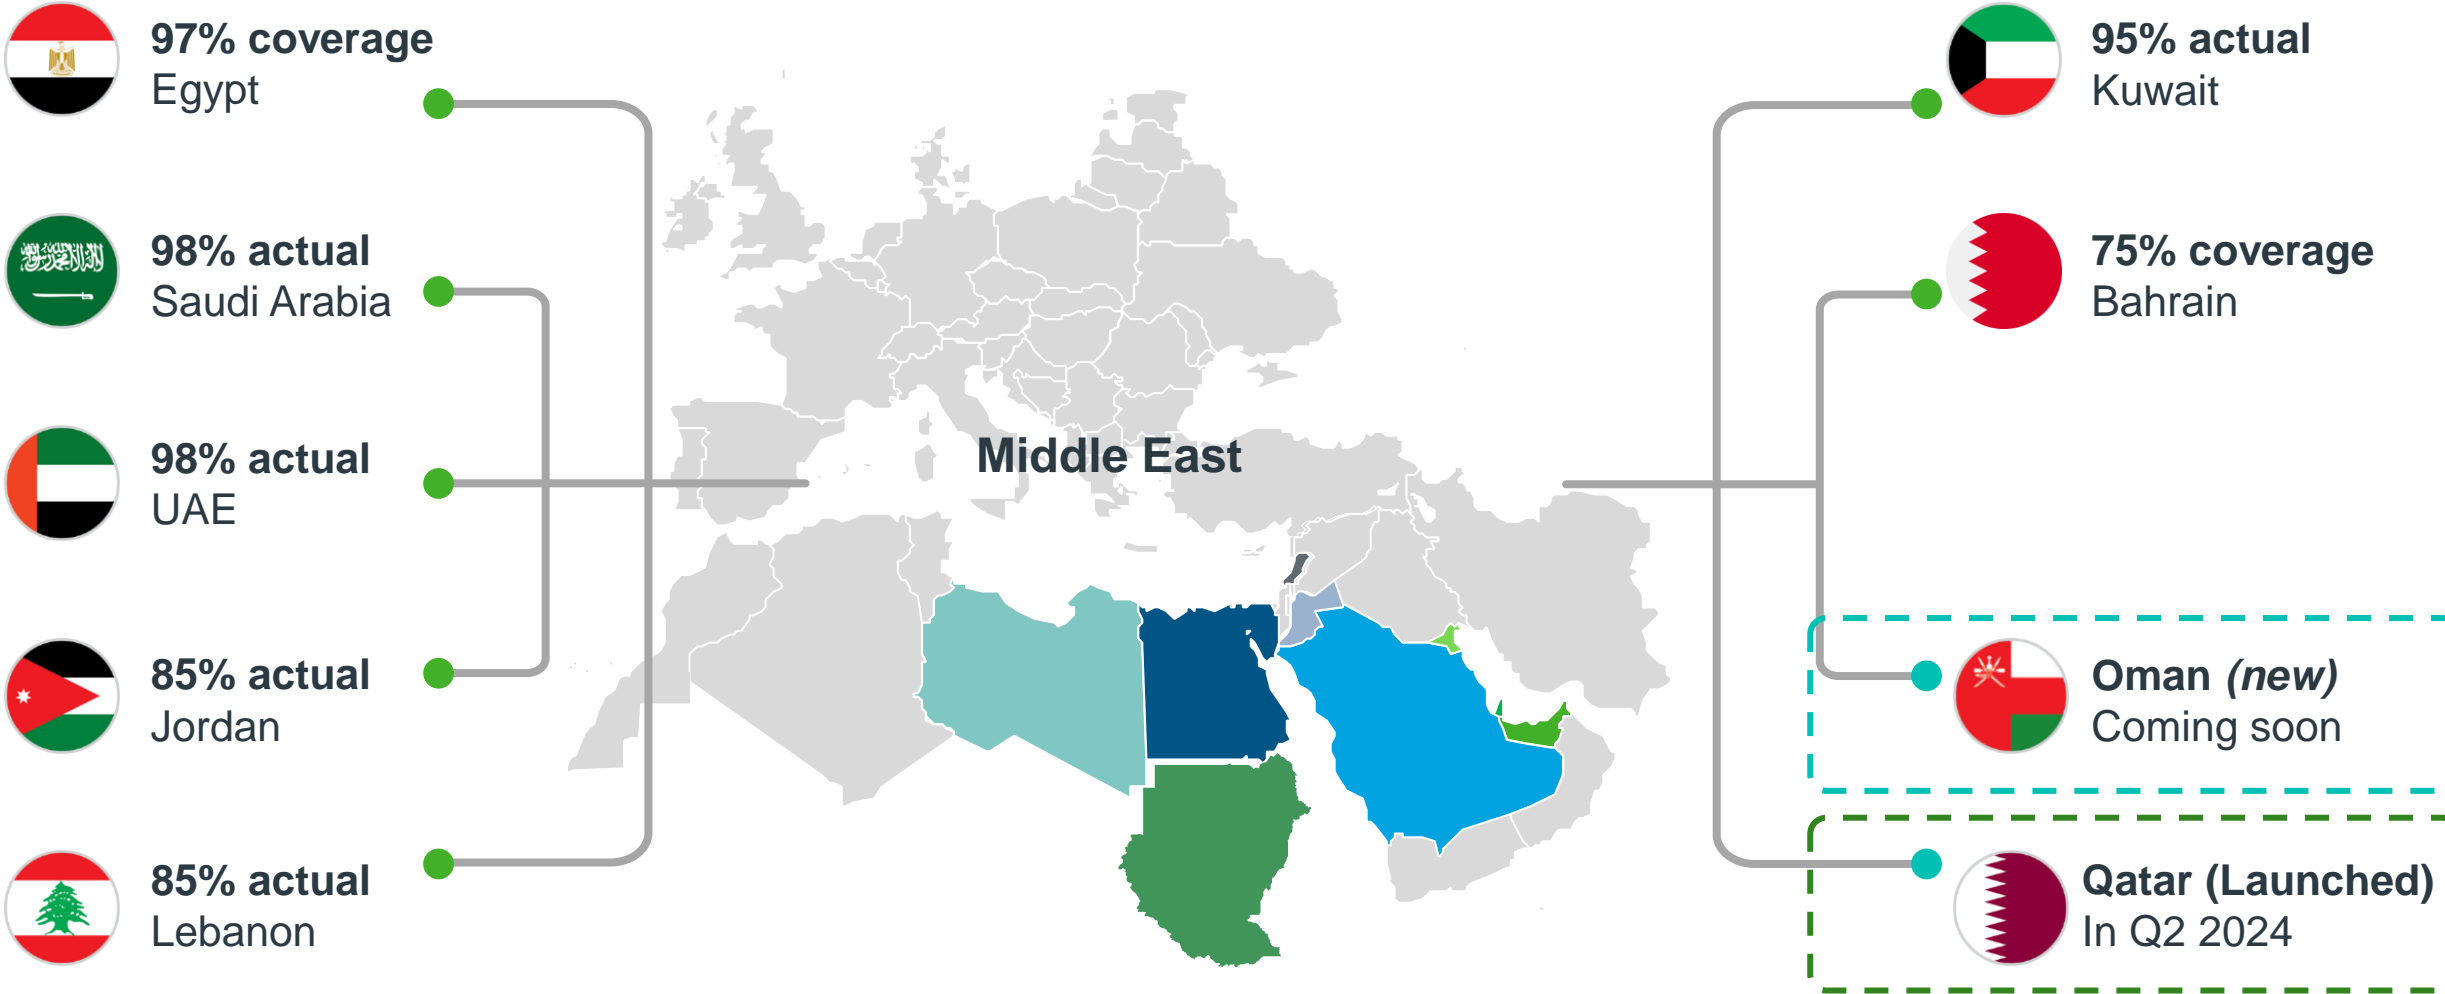 97% coverage
Egypt
98% actual
Saudi Arabia
98% actual
UAE
85% actual
Jordan
85% actual
Lebanon
Middle East
95% actual
Kuwait
75% coverage
Bahrain
Oman (new)
Coming soon
Qatar (Launched)
In Q2 2024